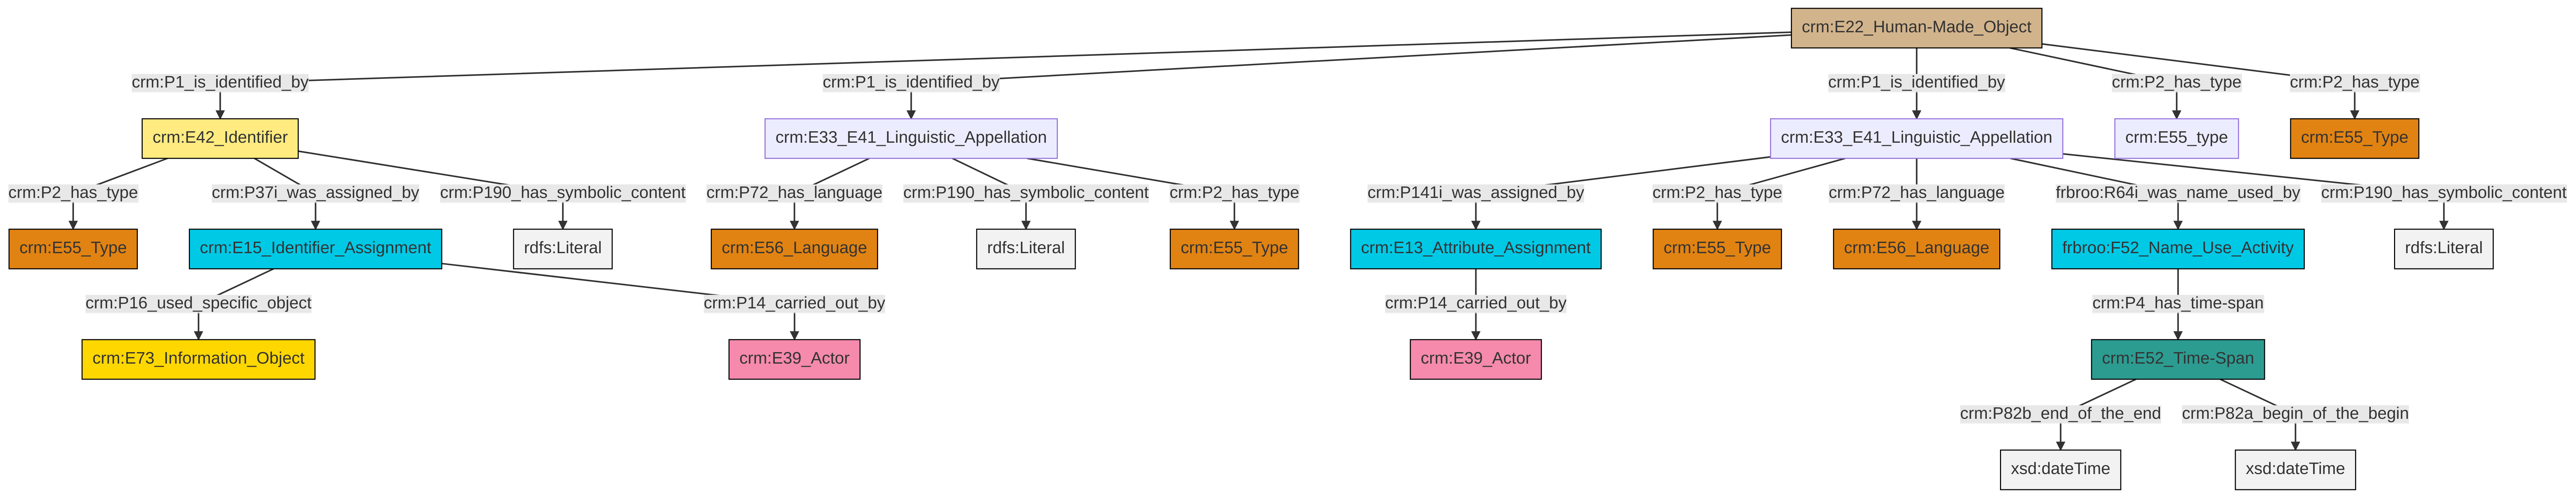 crm:E22_Human-Made_Object
crm:P1_is_identified_by
crm:P1_is_identified_by
crm:P1_is_identified_by
crm:P2_has_type
crm:P2_has_type
crm:E42_Identifier
crm:E33_E41_Linguistic_Appellation
crm:E33_E41_Linguistic_Appellation
crm:E55_type
crm:E55_Type
crm:P2_has_type
crm:P37i_was_assigned_by
crm:P190_has_symbolic_content
crm:P72_has_language
crm:P190_has_symbolic_content
crm:P2_has_type
crm:P141i_was_assigned_by
crm:P2_has_type
crm:P72_has_language
frbroo:R64i_was_name_used_by
crm:P190_has_symbolic_content
crm:E55_Type
crm:E15_Identifier_Assignment
rdfs:Literal
crm:E56_Language
rdfs:Literal
crm:E55_Type
crm:E13_Attribute_Assignment
crm:E55_Type
crm:E56_Language
frbroo:F52_Name_Use_Activity
rdfs:Literal
crm:P16_used_specific_object
crm:P14_carried_out_by
crm:P14_carried_out_by
crm:P4_has_time-span
crm:E73_Information_Object
crm:E39_Actor
crm:E39_Actor
crm:E52_Time-Span
crm:P82b_end_of_the_end
crm:P82a_begin_of_the_begin
xsd:dateTime
xsd:dateTime